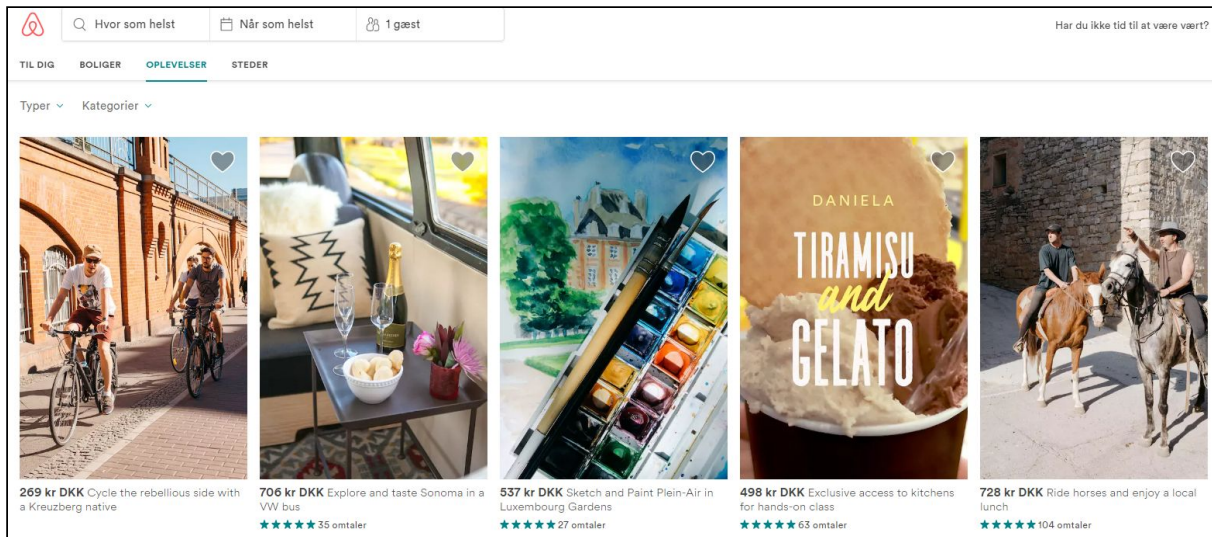 Hvor som helst
Når som helst
1 gæst
Har du ikke tid til at være vært?
TIL DIG
BOLIGER
OPLEVELSER
STEDER
Typer
Kategorier
DANIELA
TIRAMISU
and
GELATO
269 kr DKK Cycle the rebellious side with
a Kreuzberg native
706 kr DKK Explore and taste Sonoma in a
VW bus
35 omtaler
537 kr DKK Sketch and Paint Plein-Air in
Luxembourg Gardens
27 omtaler
498 kr DKK Exclusive access to kitchens
for hands-on class
63 omtaler
728 kr DKK Ride horses and enjoy a local
lunch
104 omtaler